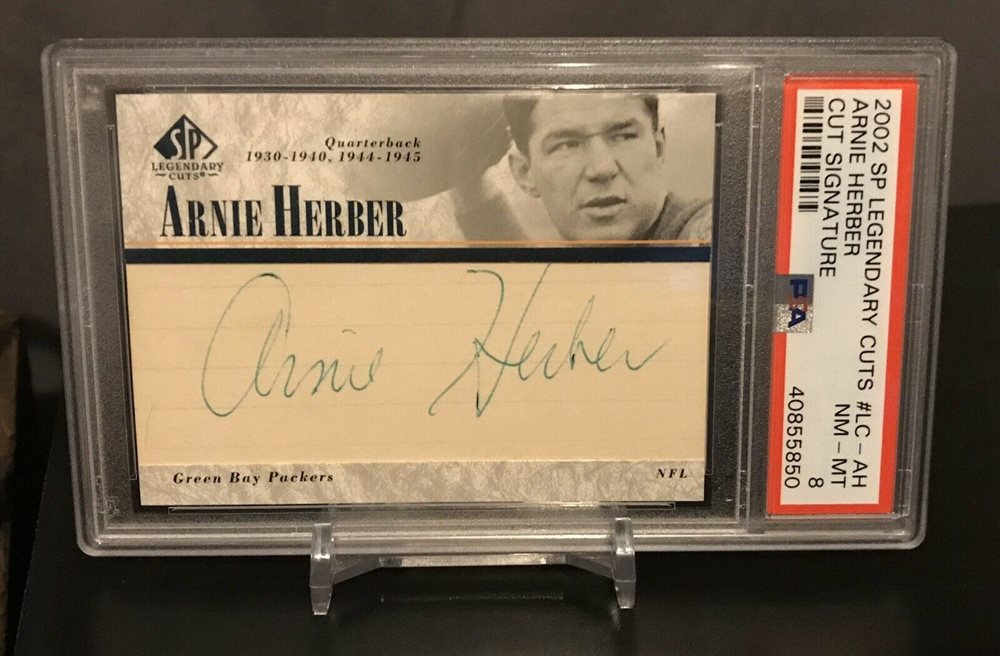 SP
LEGENDARY
CUTS
Quarterback
1930-1940, 1944-1945
ARNIE HERBER
Arnie Herber
Green Bay Packers
NFL
2002 SP LEGENDARY CUTS #LC-AH
ARNIE HERBER NM-MT
CUT SIGNATURE 8
PSA
40855850